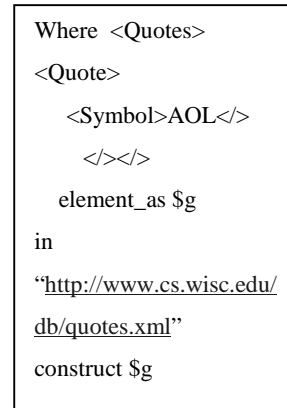 Where <Quotes>
<Quote>
<Symbol>AOL</>
</></>
element_as $g
in
“http://www.cs.wisc.edu/
db/quotes.xml”
construct $g